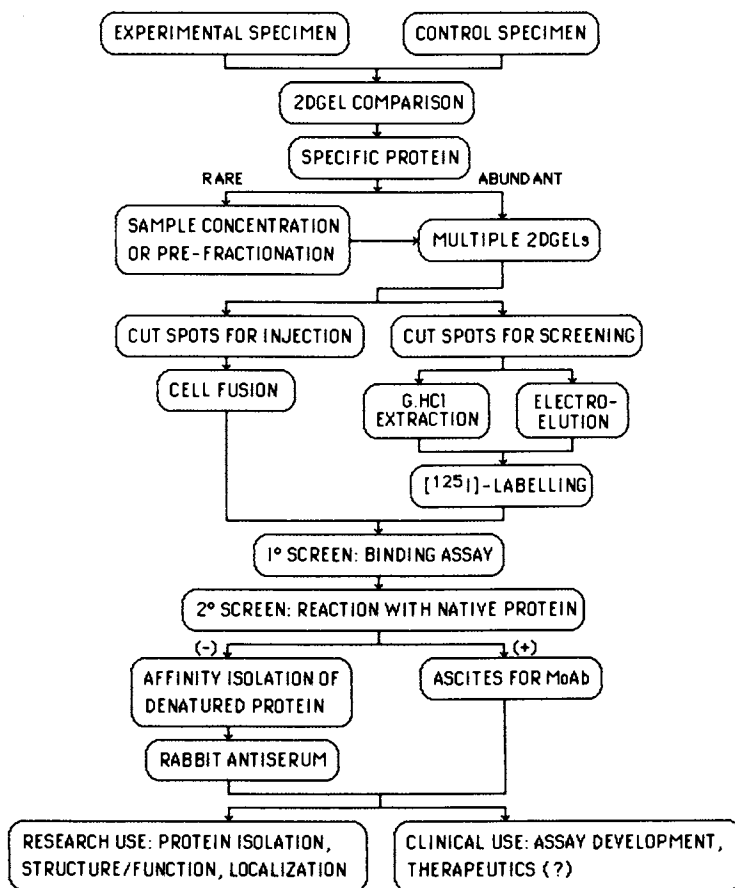 EXPERIMENTAL SPECIMEN
CONTROL SPECIMEN
2DGEL COMPARISON
SPECIFIC PROTEIN
RARE
ABUNDANT
SAMPLE CONCENTRATION
OR PRE-FRACTIONATION
MULTIPLE 2DGELs
CUT SPOTS FOR INJECTION
CUT SPOTS FOR SCREENING
CELL FUSION
G.HCl
EXTRACTION
ELECTRO-
ELUTION
[125I]-LABELLING
1° SCREEN: BINDING ASSAY
2° SCREEN: REACTION WITH NATIVE PROTEIN
(-)
(+)
AFFINITY ISOLATION OF
DENATURED PROTEIN
ASCITES FOR MoAb
RABBIT ANTISERUM
RESEARCH USE: PROTEIN ISOLATION,
STRUCTURE/FUNCTION, LOCALIZATION
CLINICAL USE: ASSAY DEVELOPMENT,
THERAPEUTICS (?)